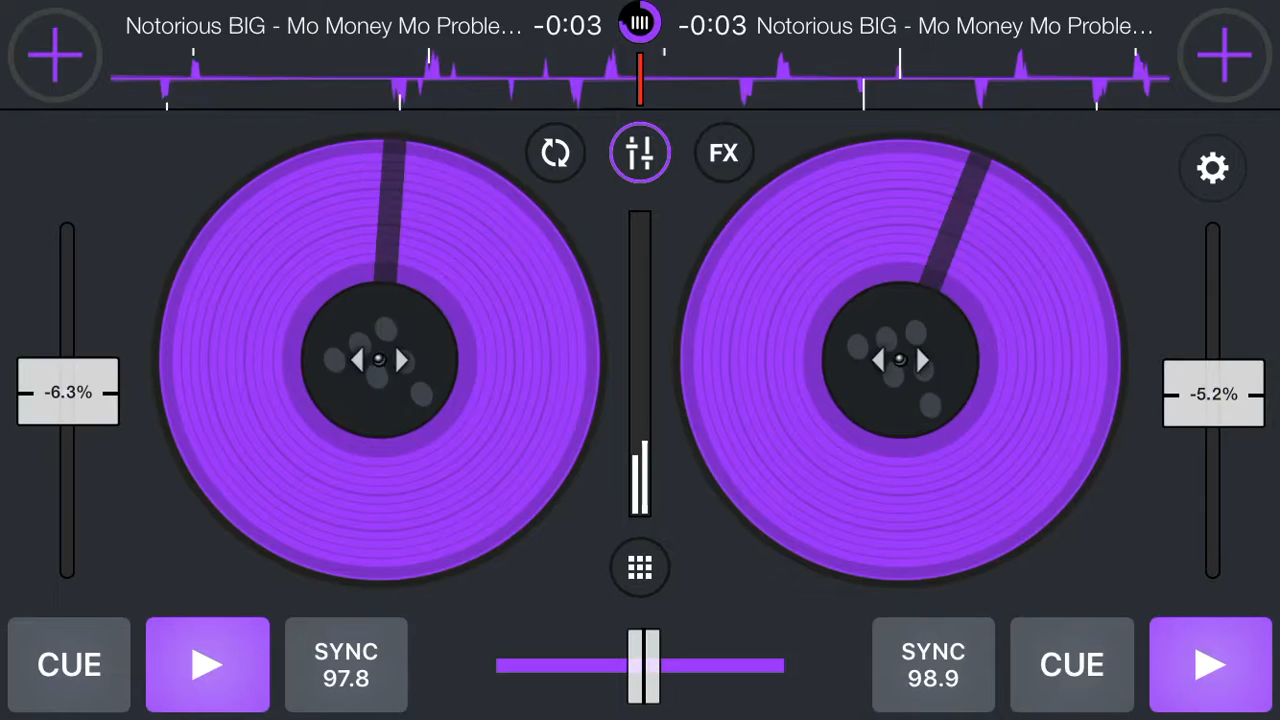 Notorious BIG - Mo Money Mo Proble... -0:03 -0:03 Notorious BIG - Mo Money Mo Proble...
FX
-6.3% -5.2%
CUE SYNC 97.8 SYNC 98.9 CUE